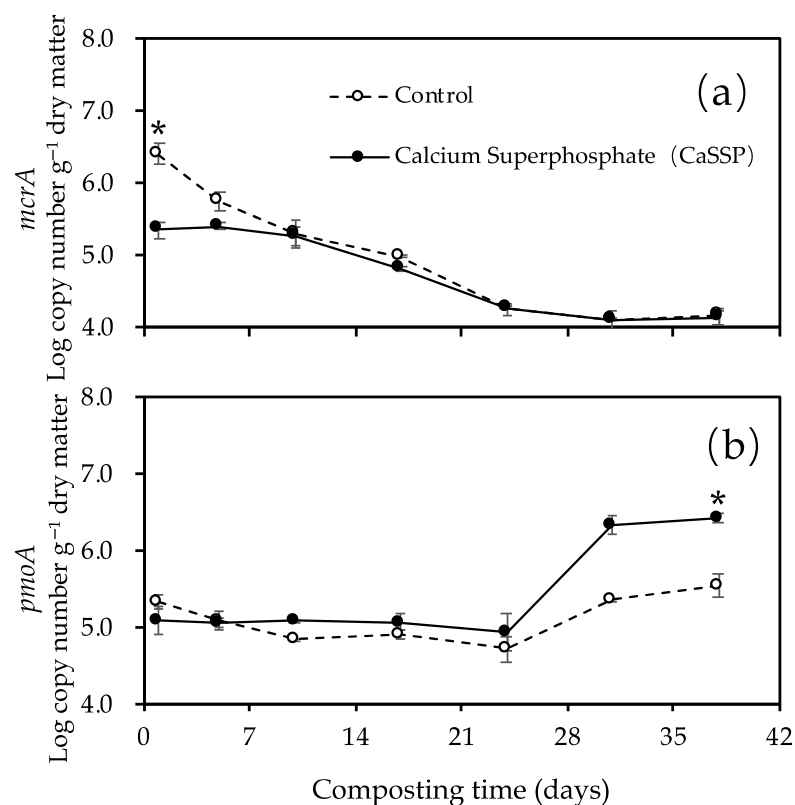 8.0
7.0
6.0
5.0
4.0
mcrA
Log copy number g⁻¹ dry matter
*
Control
Calcium Superphosphate (CaSSP)
(a)
8.0
7.0
6.0
5.0
4.0
pmoA
Log copy number g⁻¹ dry matter
(b)
*
0 7 14 21 28 35 42
Composting time (days)